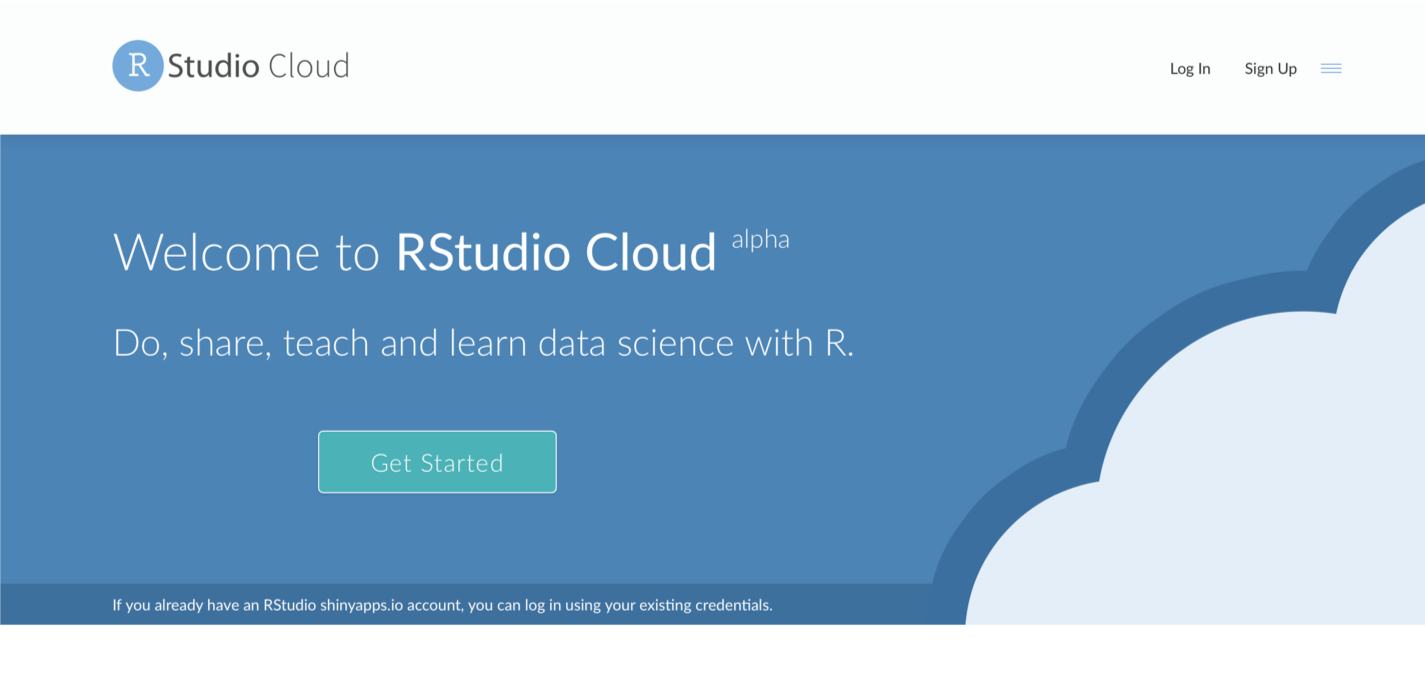 R Studio Cloud
Log In Sign Up
Welcome to RStudio Cloud alpha
Do, share, teach and learn data science with R.
Get Started
If you already have an RStudio shinyapps.io account, you can log in using your existing credentials.